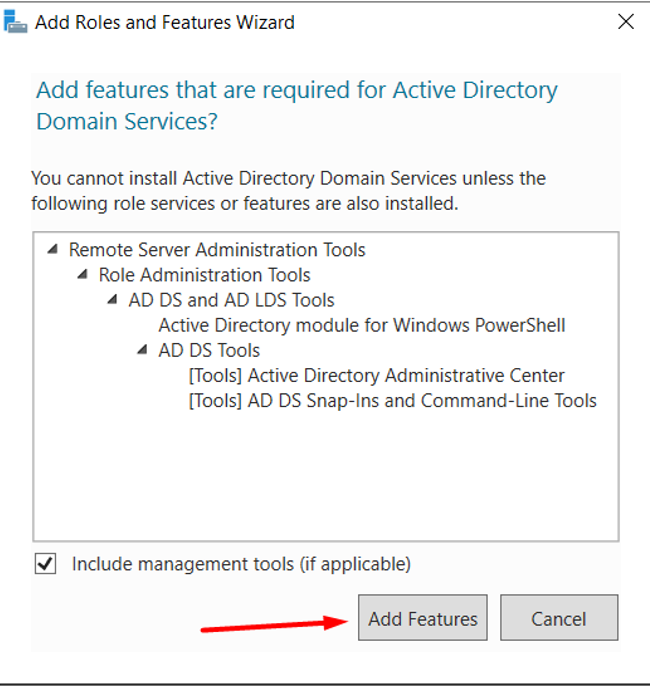 Add Roles and Features Wizard
Add features that are required for Active Directory
Domain Services?
You cannot install Active Directory Domain Services unless the
following role services or features are also installed.
Remote Server Administration Tools
Role Administration Tools
AD DS and AD LDS Tools
Active Directory module for Windows PowerShell
AD DS Tools
[Tools] Active Directory Administrative Center
[Tools] AD DS Snap-Ins and Command-Line Tools
Include management tools (if applicable)
Add Features
Cancel